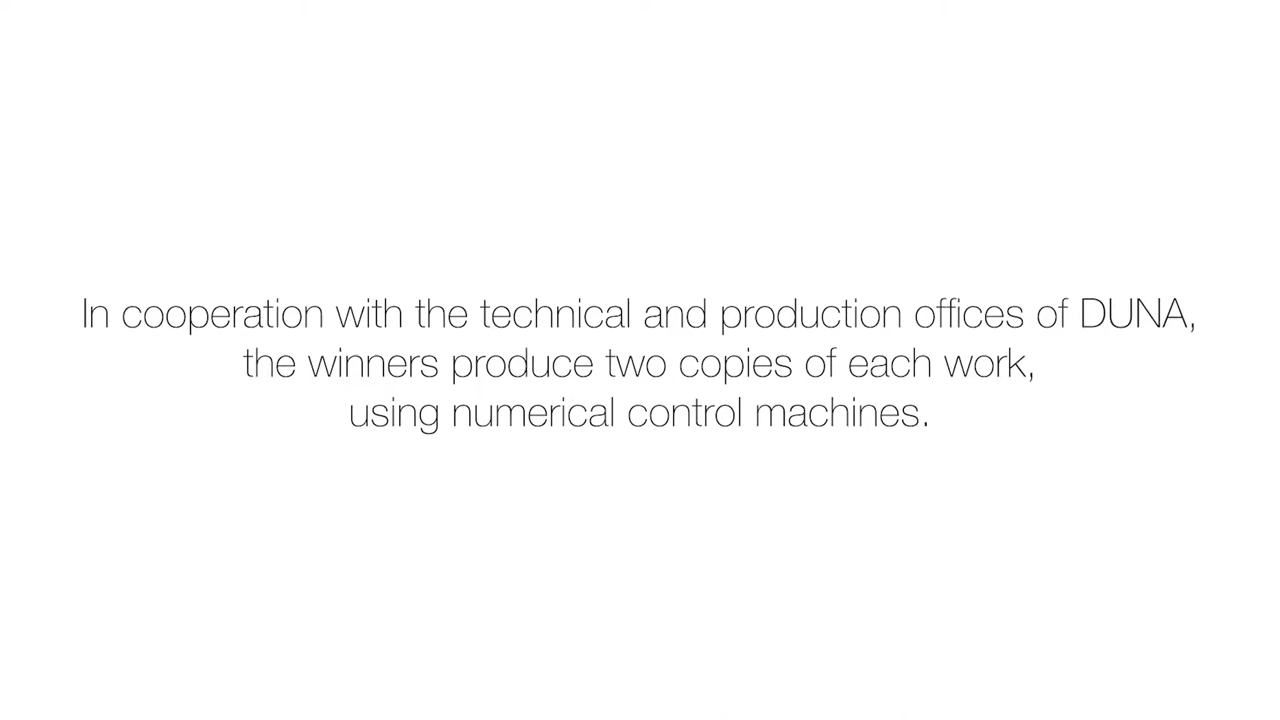 In cooperation with the technical and production offices of DUNA,
the winners produce two copies of each work,
using numerical control machines.